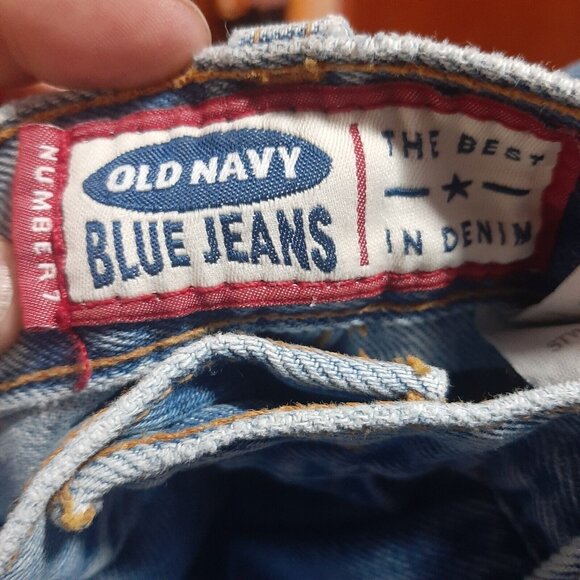 NUMBER 7
OLD NAVY
BLUE JEANS
THE BEST
IN DENIM